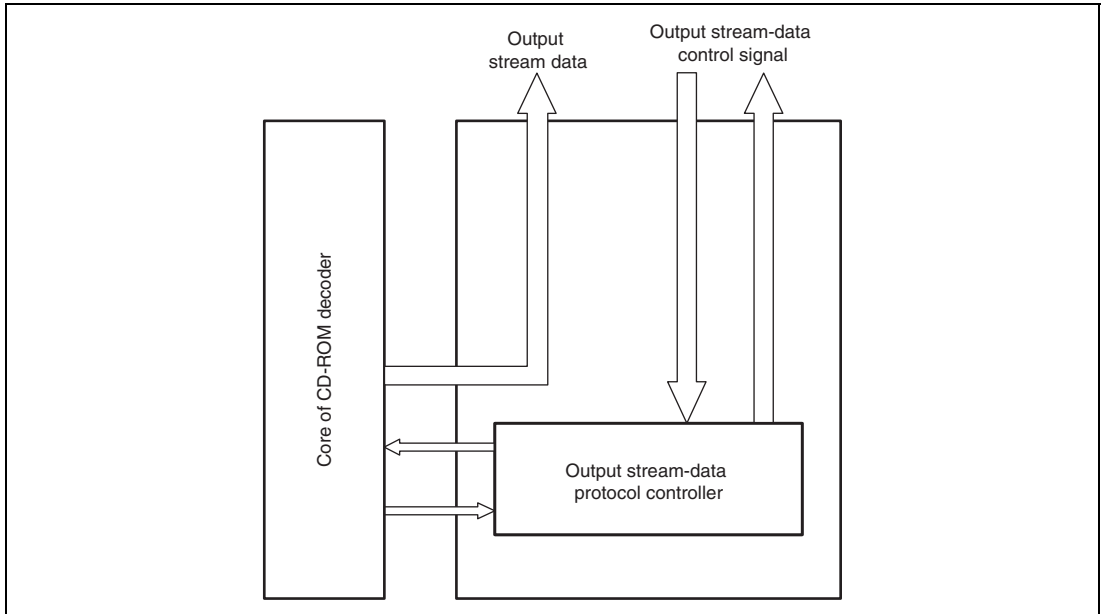 Output
stream data
Output stream-data
control signal
Core of CD-ROM decoder
Output stream-data
protocol controller